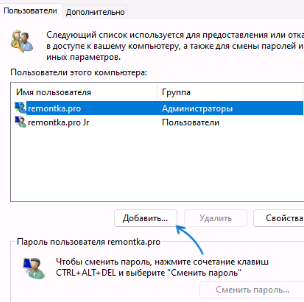 Пользователи Дополнительно
Следующий список используется для предоставления или отка
в доступе к вашему компьютеру, а также для смены паролей и
иных параметров.
Пользователи этого компьютера:
Имя пользователя Группа
remontka.pro Администраторы
remontka.pro Jr Пользователи
Добавить... Удалить Свойства
Пароль пользователя remontka.pro
Чтобы сменить пароль, нажмите сочетание клавиш
CTRL+ALT+DEL и выберите "Сменить пароль"
Сменить пароль...